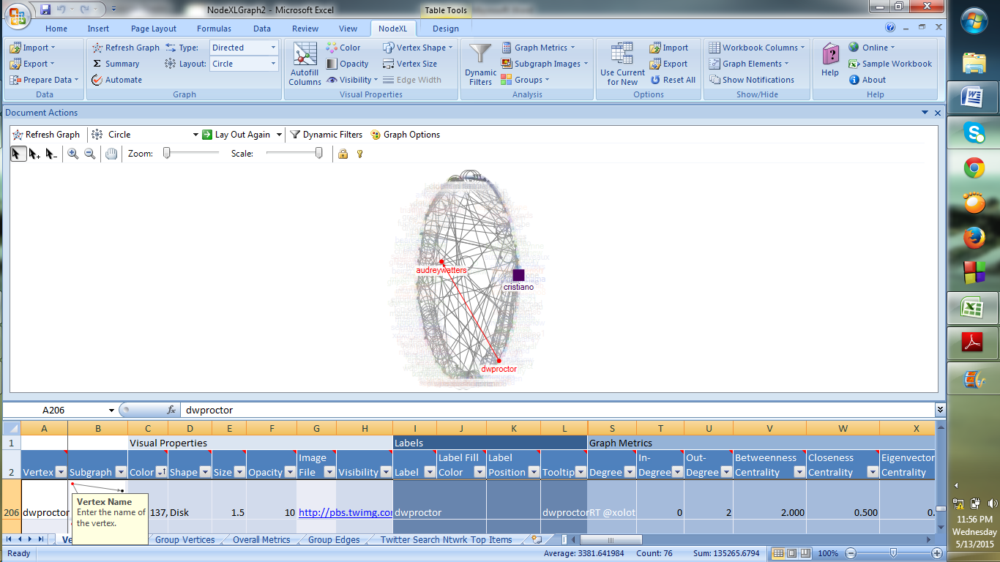 NodeXLGraph2 - Microsoft Excel
Table Tools
Home Insert Page Layout Formulas Data Review View NodeXL Design
Import Refresh Graph Type: Directed Color Vertex Shape Graph Metrics Import Workbook Columns Online
Export Σ Summary Layout: Circle Opacity Vertex Size Subgraph Images Export Graph Elements Sample Workbook
Prepare Data Automate Autofill Columns Visibility Edge Width Dynamic Filters Groups Use Current for New Reset All Show Notifications Help About
Data Graph Visual Properties Analysis Options Show/Hide Help
Document Actions
Refresh Graph Circle Lay Out Again Dynamic Filters Graph Options
Zoom: Scale:
audreywatters
cristiano
dwproctor
A206 fx dwproctor
A B C D E F G H I J K L S T U V W X
1 Visual Properties Labels Graph Metrics
2 Vertex Subgraph Color Shape Size Opacity Image File Visibility Label Label Fill Color Label Position Tooltip Degree In-Degree Out-Degree Betweenness Centrality Closeness Centrality Eigenvector Centrality
206 dwproctor 137, Disk 1.5 10 http://pbs.twimg.co dwproctor dwproctor RT @xolot 0 2 2.000 0.500 0.
Vertex Name
Enter the name of
the vertex.
Ve Group Vertices Overall Metrics Group Edges Twitter Search Ntwrk Top Items
Ready Average: 3381.641984 Count: 76 Sum: 135265.6794 100%
11:56 PM
Wednesday
5/13/2015